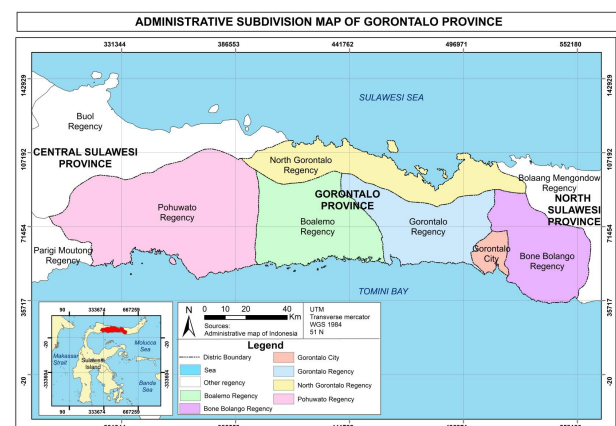 ADMINISTRATIVE SUBDIVISION MAP OF GORONTALO PROVINCE
331344 386553 441762 496971 552180
142929 142929
SULAWESI SEA
Buol
Regency
107192 107192
CENTRAL SULAWESI
PROVINCE
North Gorontalo
Regency
Bolaang Mengondow
Regency
NORTH
SULAWESI
PROVINCE
GORONTALO
PROVINCE
Pohuwato
Regency
Boalemo
Regency
Gorontalo
Regency
71454 71454
Parigi Moutong
Regency
Gorontalo
City
Bone Bolango
Regency
TOMINI BAY
35717 35717
-20 -20
90 333674 667259
-20 -20
-333594 -333594
Makassar
Strait
Sulawesi
Island
Molucca
Sea
Banda
Sea
90 333674 667259
N
0 10 20 40
Km
Sources:
Administrative map of Indonesia
UTM
Transverse mercator
WGS 1984
51 N
Legend
Distric Boundary
Sea
Other regency
Boalemo Regency
Bone Bolango Regency
Gorontalo City
Gorontalo Regency
North Gorontalo Regency
Pohuwato Regency